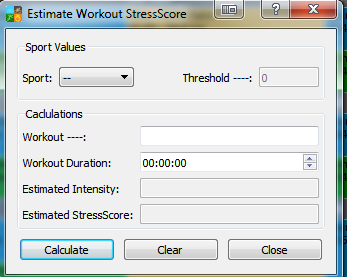 Estimate Workout StressScore
Sport Values
Sport: -- Threshold ----: 0
Caclulations
Workout ----:
Workout Duration: 00:00:00
Estimated Intensity:
Estimated StressScore:
Calculate Clear Close